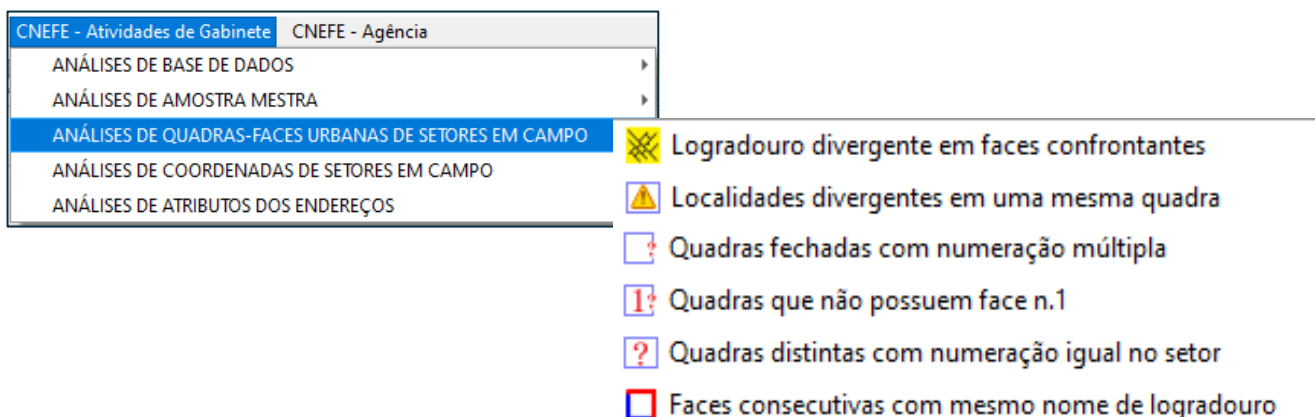 CNEFE - Atividades de Gabinete CNEFE - Agência
ANÁLISES DE BASE DE DADOS
ANÁLISES DE AMOSTRA MESTRA
ANÁLISES DE QUADRAS-FACES URBANAS DE SETORES EM CAMPO
ANÁLISES DE COORDENADAS DE SETORES EM CAMPO
ANÁLISES DE ATRIBUTOS DOS ENDEREÇOS
Logradouro divergente em faces confrontantes
Localidades divergentes em uma mesma quadra
? Quadras fechadas com numeração múltipla
1? Quadras que não possuem face n.1
? Quadras distintas com numeração igual no setor
Faces consecutivas com mesmo nome de logradouro